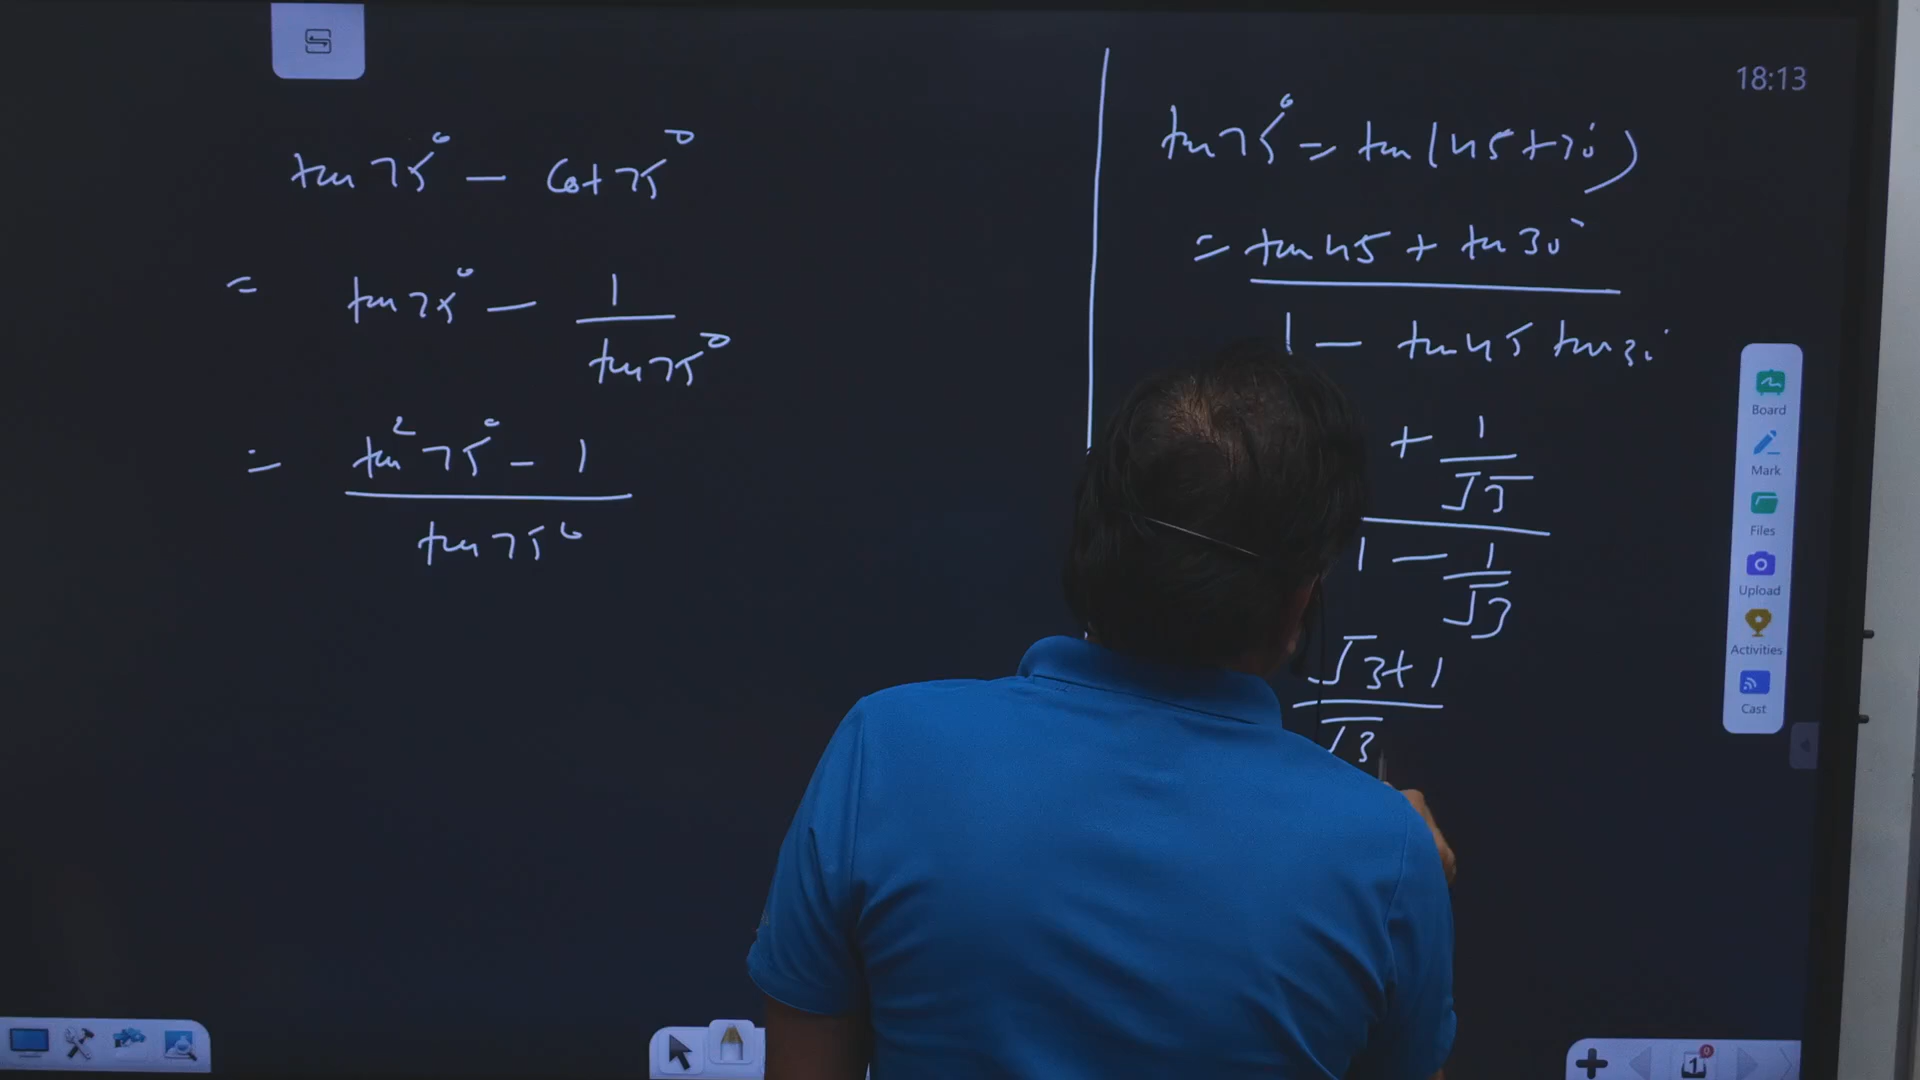 18:13
tan 75° – cot 75°
= tan 75° – 1/tan 75°
= tan² 75° – 1 / tan 75°
tan 75° = tan (45 + 30°)
= tan 45 + tan 30° / 1 – tan 45 tan 30°
+ 1/√3
1 – 1/√3
√3 + 1
√3
Board
Mark
Files
Upload
Activities
Cast
1